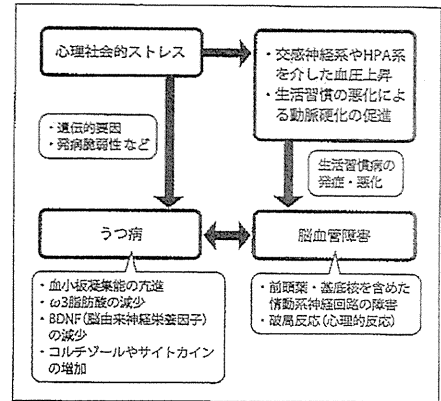 心理社会的ストレス
・交感神経系やHPA系
を介した血圧上昇
・生活習慣の悪化によ
る動脈硬化の促進
・遺伝的要因
・発病脆弱性など
生活習慣病の
発症・悪化
うつ病
脳血管障害
・血小板凝集能の亢進
・ω3脂肪酸の減少
・BDNF(脳由来神経栄養因子)
の減少
・コルチゾールやサイトカイン
の増加
・前頭葉・基底核を含めた
情動系神経回路の障害
・破局反応(心理的反応)